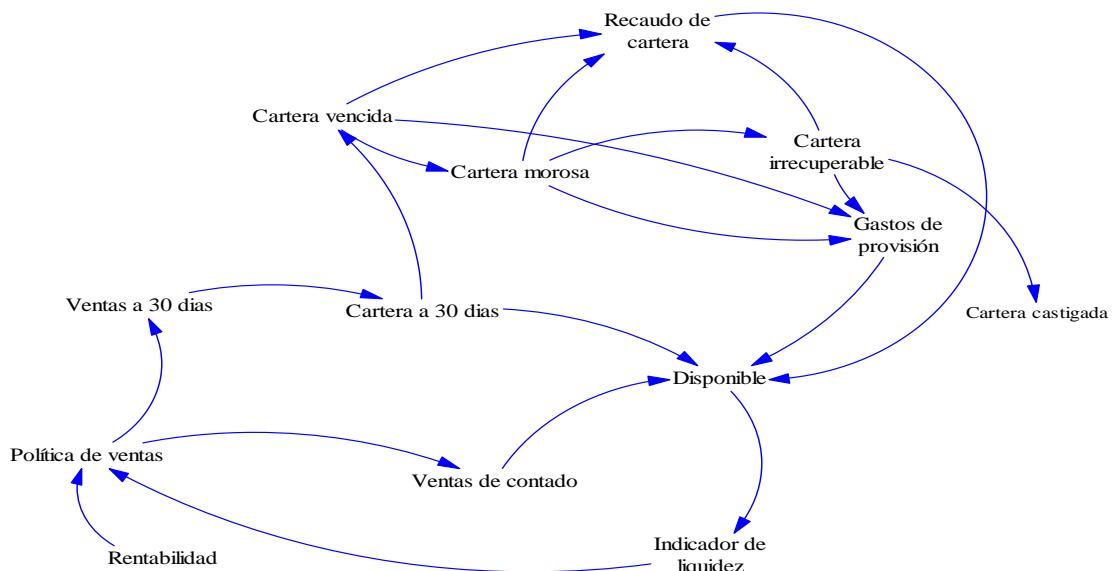 Recaudo de
cartera
Cartera vencida
Cartera
irrecuperable
Cartera morosa
Gastos de
provisión
Ventas a 30 dias
Cartera a 30 dias
Cartera castigada
Disponible
Política de ventas
Ventas de contado
Rentabilidad
Indicador de
liquidez